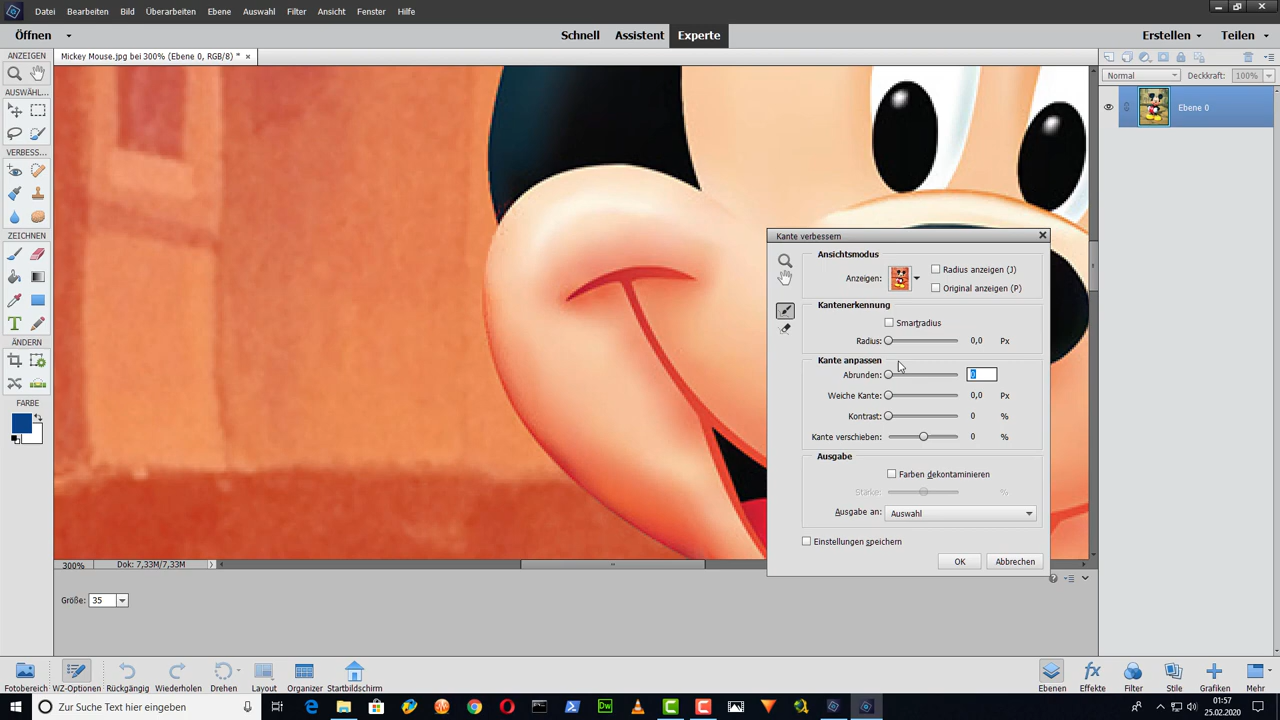 Datei Bearbeiten Bild Überarbeiten Ebene Auswahl Filter Ansicht Fenster Hilfe
Öffnen Schnell Assistent Experte Erstellen Teilen
ANZEIGEN
Mickey Mouse.jpg bei 300% (Ebene 0, RGB/8) * ×
Normal Deckkraft: 100%
AUSWÄHL...
Ebene 0
VERBESS...
ZEICHNEN
ÄNDERN
FARBE
Kante verbessern
Ansichtsmodus
Anzeigen: Radius anzeigen (J)
Original anzeigen (P)
Kantenerkennung
Smartradius
Radius: 0,0 Px
Kante anpassen
Abrunden: 0
Weiche Kante: 0,0 Px
Kontrast: 0 %
Kante verschieben: 0 %
Ausgabe
Farben dekontaminieren
Stärke: %
Ausgabe an: Auswahl
Einstellungen speichern
OK Abbrechen
300% Dok: 7,33M/7,33M
Größe: 35
Fotobereich WZ-Optionen Rückgängig Wiederholen Drehen Layout Organizer Startbildschirm Ebenen Effekte Filter Stile Grafiken Mehr
Zur Suche Text hier eingeben
Dw
01:57
25.02.2020